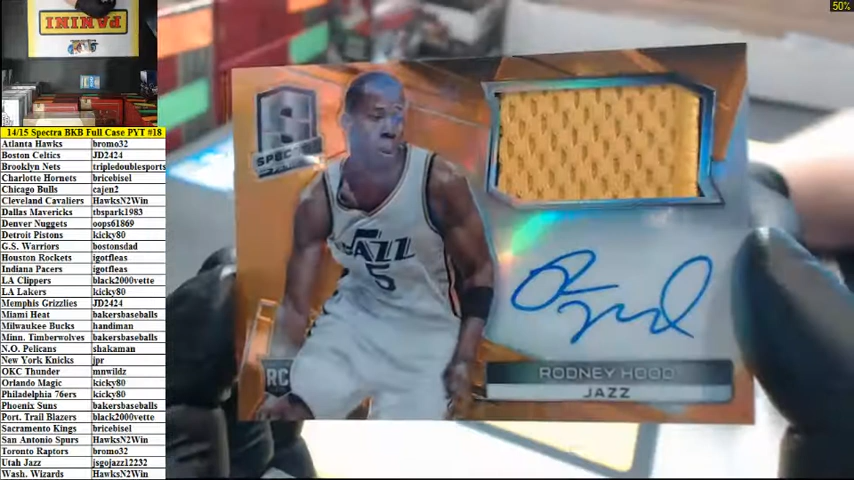 50%
PANINI
14/15 Spectra BKB Full Case PYT #18
Atlanta Hawks bromo32
Boston Celtics JD2424
Brooklyn Nets tripledoublesports
Charlotte Hornets bricebisel
Chicago Bulls cajen2
Cleveland Cavaliers HawksN2Win
Dallas Mavericks tbspark1983
Denver Nuggets oops61869
Detroit Pistons kicky80
G.S. Warriors bostonsdad
Houston Rockets igotfleas
Indiana Pacers igotfleas
LA Clippers black2000vette
LA Lakers kicky80
Memphis Grizzlies JD2424
Miami Heat bakersbaseballs
Milwaukee Bucks handiman
Minn. Timberwolves bakersbaseballs
N.O. Pelicans shakaman
New York Knicks jpr
OKC Thunder mnwildz
Orlando Magic kicky80
Philadelphia 76ers kicky80
Phoenix Suns bakersbaseballs
Port. Trail Blazers black2000vette
Sacramento Kings bricebisel
San Antonio Spurs HawksN2Win
Toronto Raptors bromo32
Utah Jazz jsgojazz12232
Wash. Wizards HawksN2Win
S
SPECTRA
JAZZ
5
RC
RODNEY HOOD
JAZZ